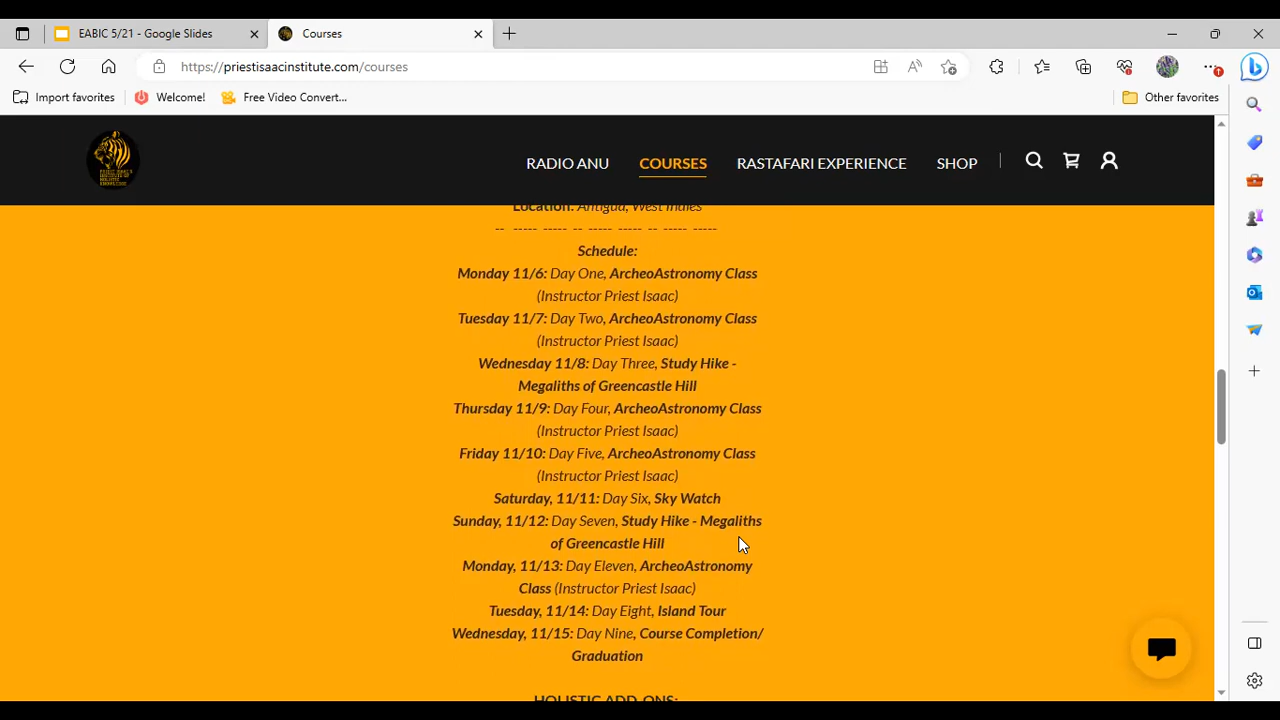 EABIC 5/21 - Google Slides
Courses
https://priestisaacinstitute.com/courses
Import favorites
Welcome!
Free Video Convert...
Other favorites
RADIO ANU
COURSES
RASTAFARI EXPERIENCE
SHOP
Location: Antigua, West Indies
Schedule:
Monday 11/6: Day One, ArcheoAstronomy Class
(Instructor Priest Isaac)
Tuesday 11/7: Day Two, ArcheoAstronomy Class
(Instructor Priest Isaac)
Wednesday 11/8: Day Three, Study Hike -
Megaliths of Greencastle Hill
Thursday 11/9: Day Four, ArcheoAstronomy Class
(Instructor Priest Isaac)
Friday 11/10: Day Five, ArcheoAstronomy Class
(Instructor Priest Isaac)
Saturday, 11/11: Day Six, Sky Watch
Sunday, 11/12: Day Seven, Study Hike - Megaliths
of Greencastle Hill
Monday, 11/13: Day Eleven, ArcheoAstronomy
Class (Instructor Priest Isaac)
Tuesday, 11/14: Day Eight, Island Tour
Wednesday, 11/15: Day Nine, Course Completion/
Graduation
HOLISTIC ADD-ONS: